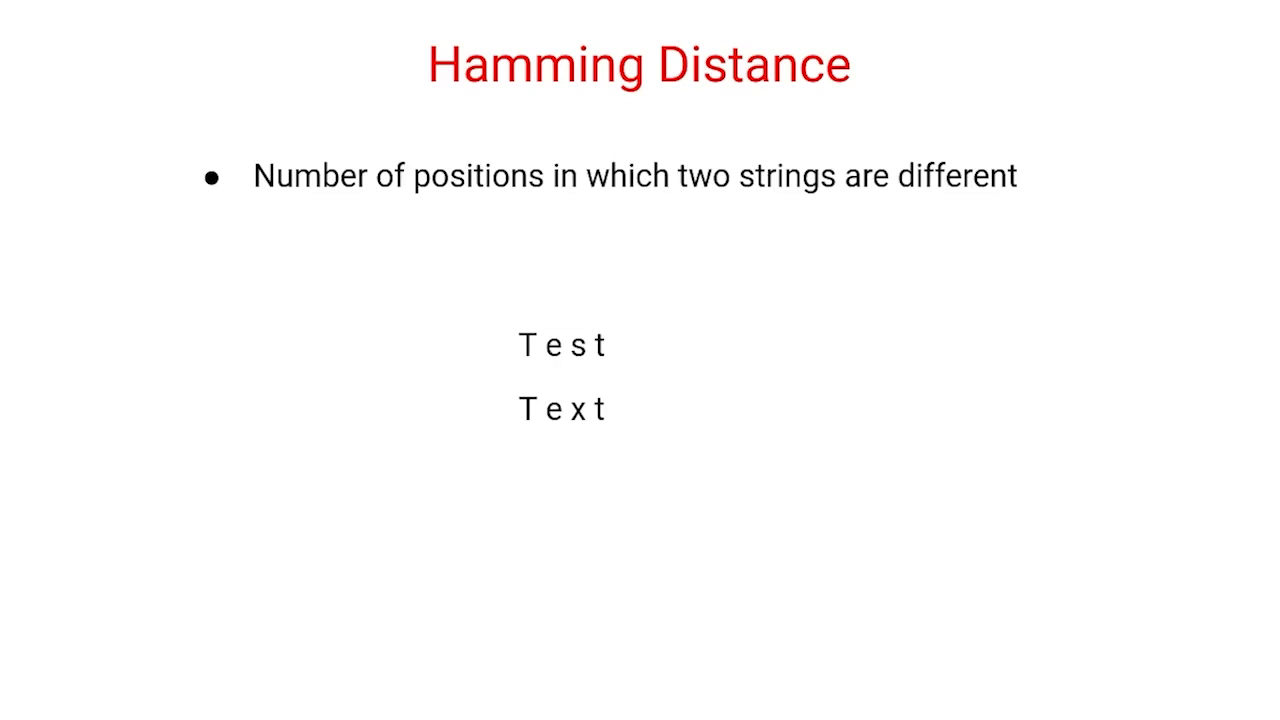 Hamming Distance
● Number of positions in which two strings are different
T e s t
T e x t